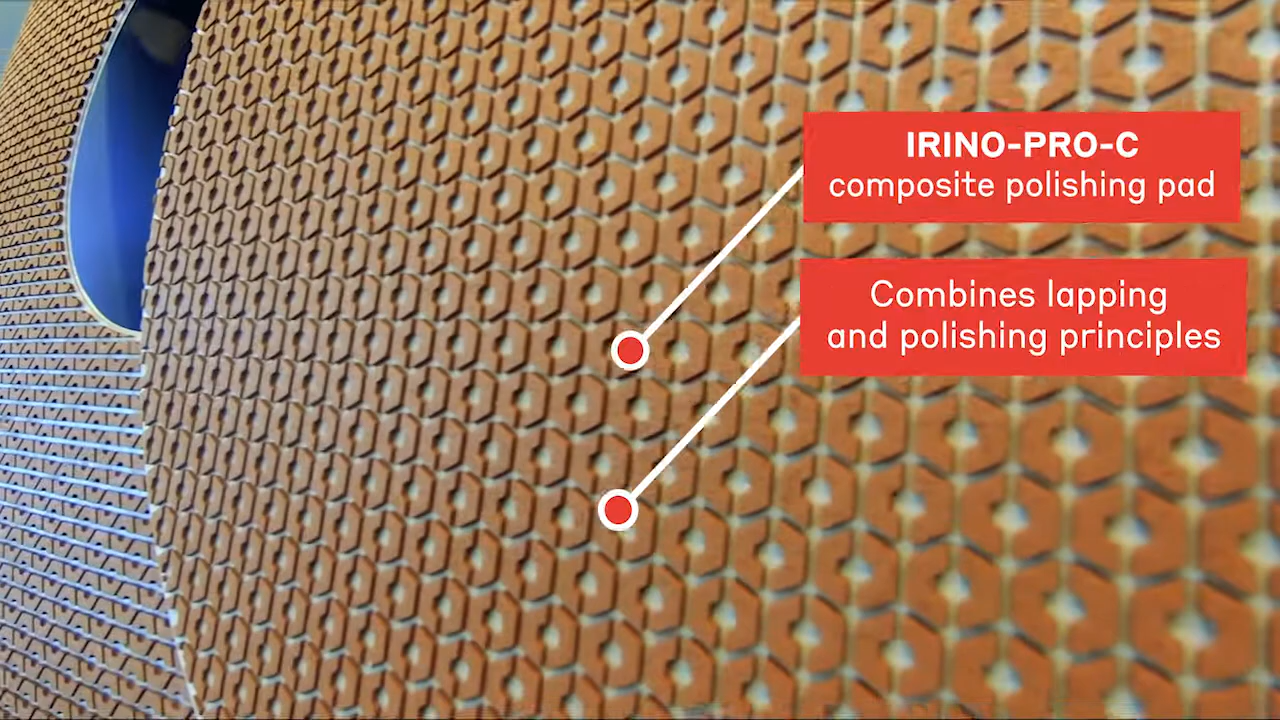 IRINO-PRO-C
composite polishing pad
Combines lapping
and polishing principles